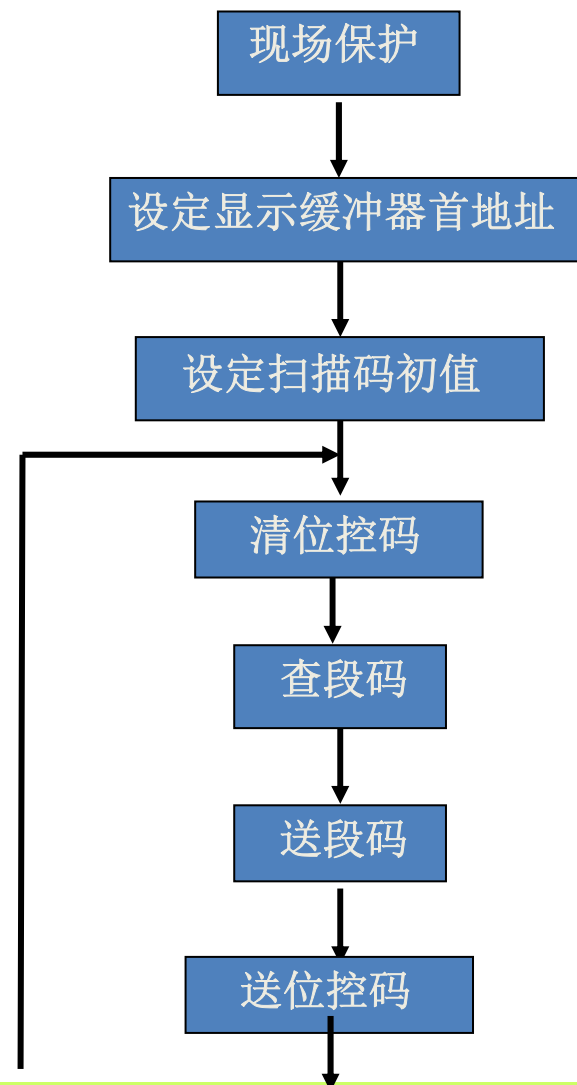 现场保护
设定显示缓冲器首地址
设定扫描码初值
清位控码
查段码
送段码
送位控码